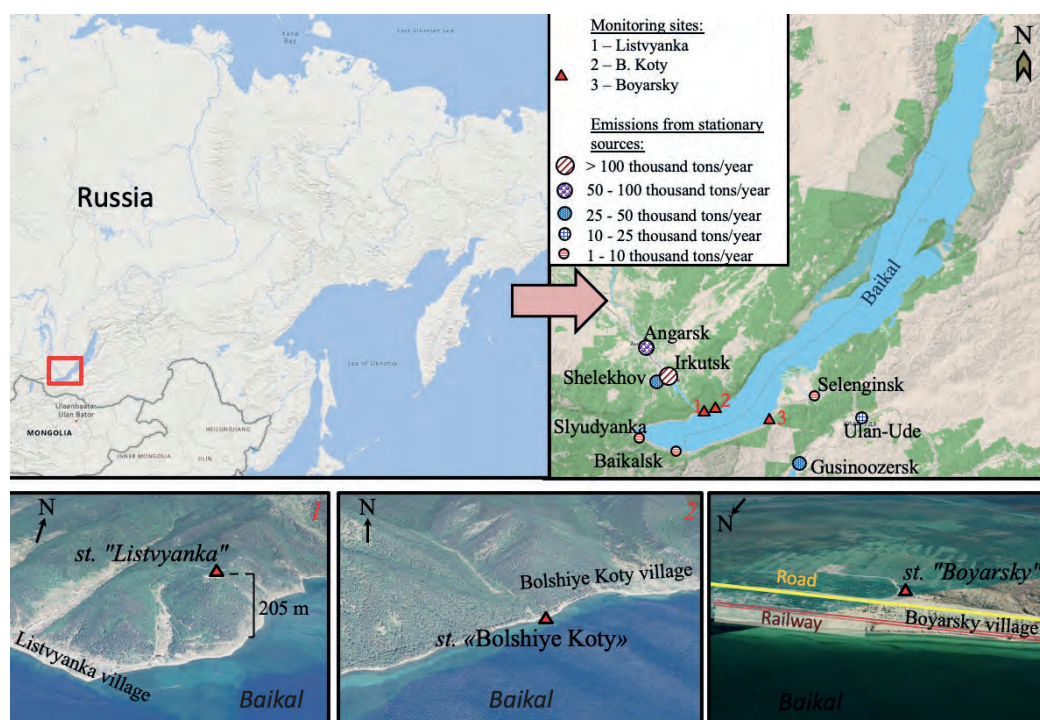 Yana
Bay
East Siberian Sea
Russia
Sea of Okhotsk
Ulaanbaatar
Ulan Bator
MONGOLIA
INNER MONGOLIA
HEILONGJIANG
JILIN
Monitoring sites:
1 – Listvyanka
2 – B. Koty
3 – Boyarsky
Emissions from stationary
sources:
> 100 thousand tons/year
50 - 100 thousand tons/year
25 - 50 thousand tons/year
10 - 25 thousand tons/year
1 - 10 thousand tons/year
N
Baikal
Angarsk
Irkutsk
Shelekhov
Selenginsk
1
2
3
Slyudyanka
Ulan-Ude
Baikalsk
Gusinoozersk
N
1
st. "Listvyanka"
205 m
Listvyanka village
Baikal
N
2
Bolshiye Koty village
st. «Bolshiye Koty»
Baikal
N
st. "Boyarsky"
Road
Railway
Boyarsky village
Baikal